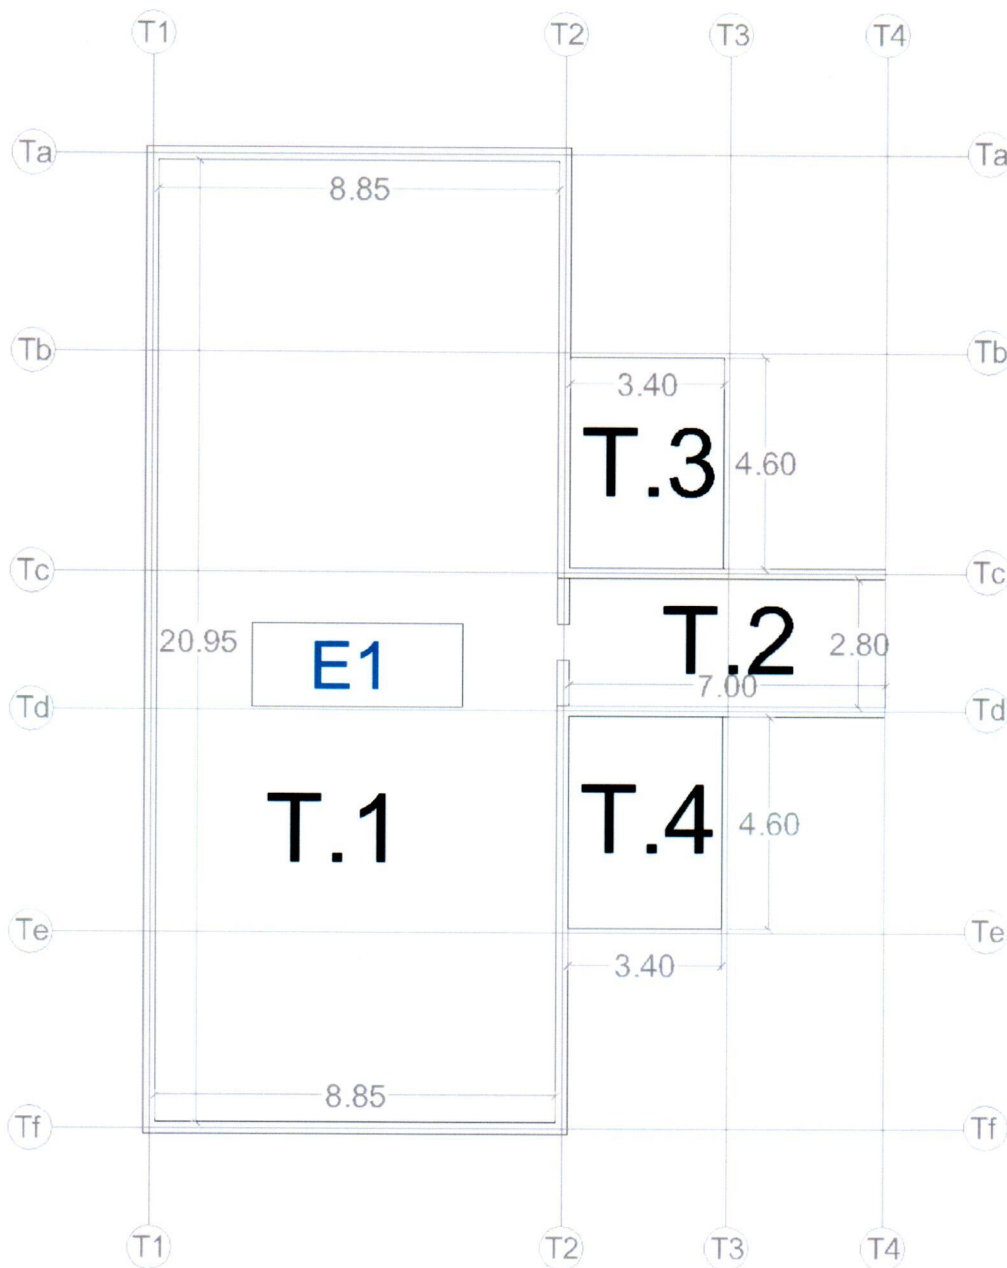 T1 T2 T3 T4
Ta Ta
8.85
Tb Tb
3.40
T.3 4.60
Tc Tc
T.2
20.95 E1 2.80
7.00
Td Td
T.1 T.4 4.60
Te Te
3.40
8.85
Tf Tf
T1 T2 T3 T4